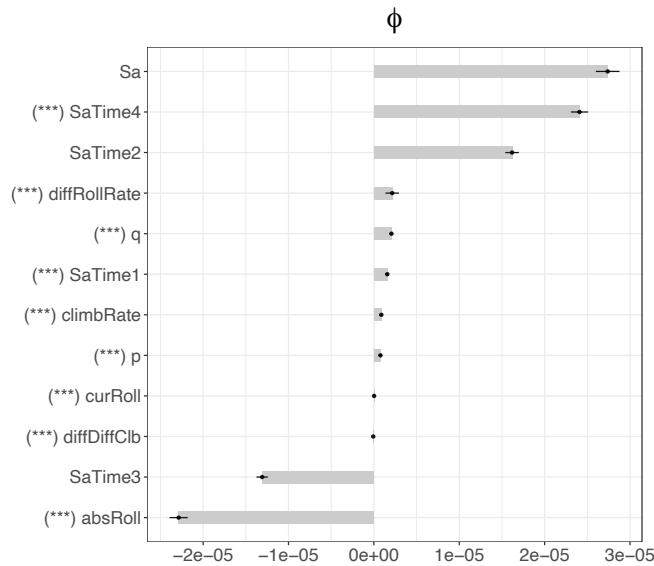 ϕ
Sa
(***) SaTime4
SaTime2
(***) diffRollRate
(***) q
(***) SaTime1
(***) climbRate
(***) p
(***) curRoll
(***) diffDiffClb
SaTime3
(***) absRoll
−2e−05 −1e−05 0e+00 1e−05 2e−05 3e−05